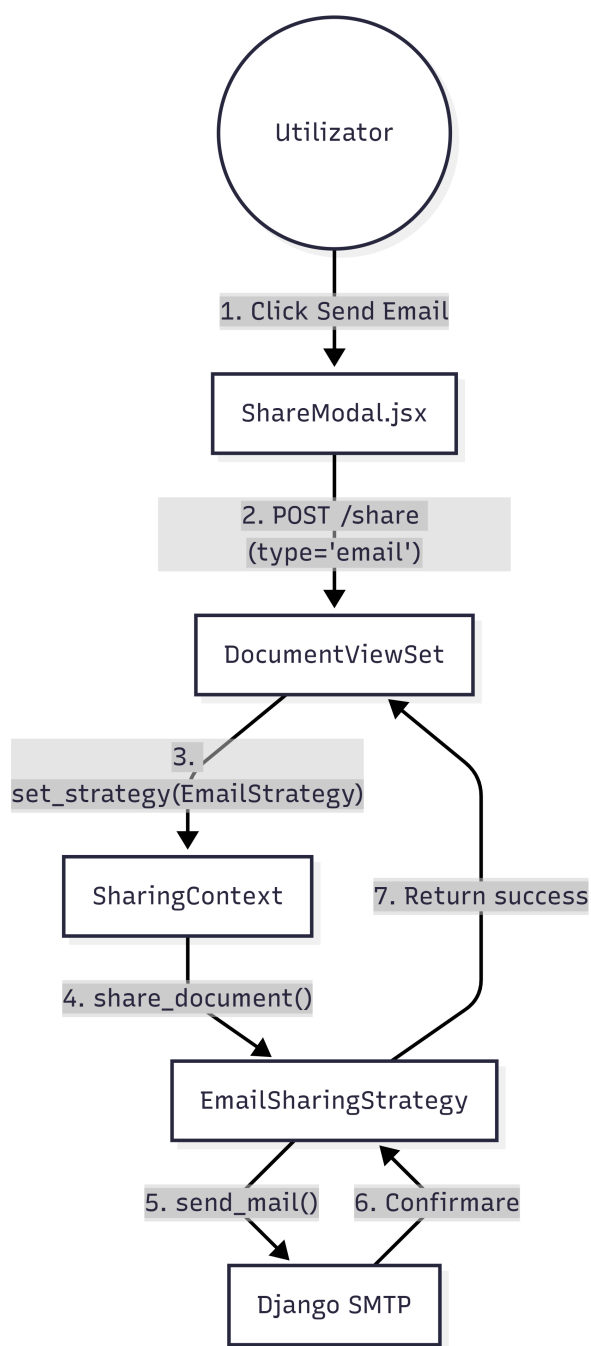 Utilizator
1. Click Send Email
ShareModal.jsx
2. POST /share
(type='email')
DocumentViewSet
3.
set_strategy(EmailStrategy)
SharingContext
7. Return success
4. share_document()
EmailSharingStrategy
5. send_mail()
6. Confirmare
Django SMTP